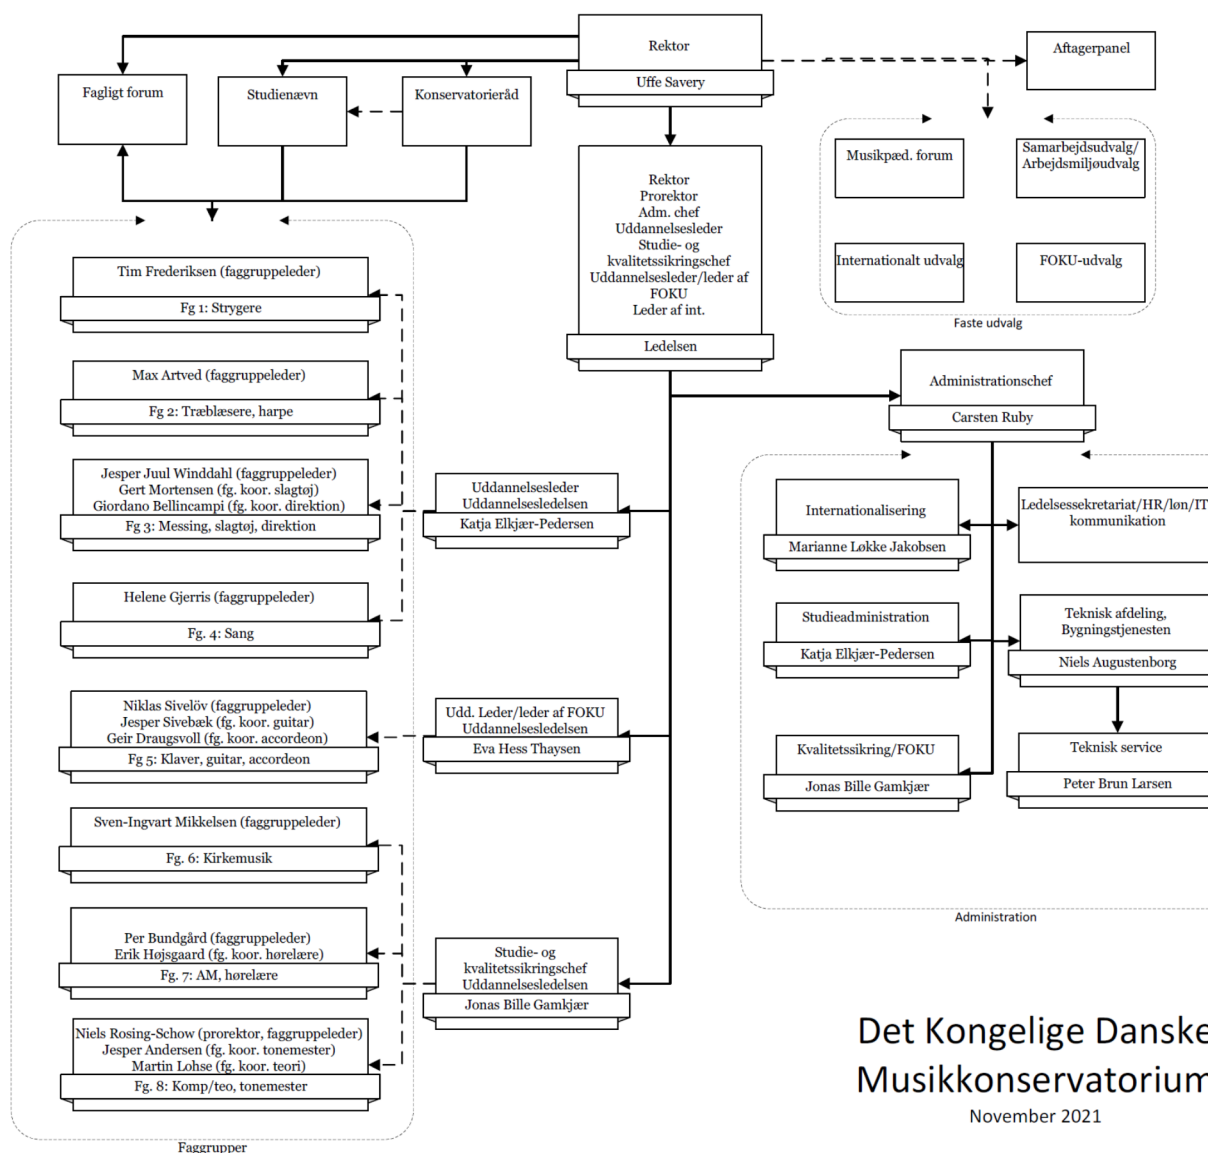 Rektor
Uffe Savery
Aftagerpanel
Fagligt forum
Studienævn
Konservatorieråd
Musikpæd. forum
Samarbejdsudvalg/
Arbejdsmiljøudvalg
Internationalt udvalg
FOKU-udvalg
Faste udvalg
Rektor
Prorektor
Adm. chef
Uddannelsesleder
Studie- og
kvalitetssikringschef
Uddannelsesleder/leder af
FOKU
Leder af int.
Ledelsen
Tim Frederiksen (faggruppeleder)
Fg 1: Strygere
Max Artved (faggruppeleder)
Fg 2: Træblæsere, harpe
Jesper Juul Winddahl (faggruppeleder)
Gert Mortensen (fg. koor. slagtøj)
Giordano Bellincampi (fg. koor. direktion)
Fg 3: Messing, slagtøj, direktion
Helene Gjerris (faggruppeleder)
Fg. 4: Sang
Niklas Sivelöv (faggruppeleder)
Jesper Sivebæk (fg. koor. guitar)
Geir Draugsvoll (fg. koor. accordeon)
Fg 5: Klaver, guitar, accordeon
Sven-Ingvart Mikkelsen (faggruppeleder)
Fg. 6: Kirkemusik
Per Bundgård (faggruppeleder)
Erik Højsgaard (fg. koor. hørelære)
Fg. 7: AM, hørelære
Niels Rosing-Schow (prorektor, faggruppeleder)
Jesper Andersen (fg. koor. tonemester)
Martin Lohse (fg. koor. teori)
Fg. 8: Komp/teo, tonemester
Faggrupper
Uddannelsesleder
Uddannelsesledelsen
Katja Elkjær-Pedersen
Udd. Leder/leder af FOKU
Uddannelsesledelsen
Eva Hess Thaysen
Studie- og
kvalitetssikringschef
Uddannelsesledelsen
Jonas Bille Gamkjær
Administrationschef
Carsten Ruby
Internationalisering
Marianne Løkke Jakobsen
Ledelsessekretariat/HR/løn/IT
kommunikation
Studieadministration
Katja Elkjær-Pedersen
Teknisk afdeling,
Bygningstjenesten
Niels Augustenborg
Kvalitetssikring/FOKU
Jonas Bille Gamkjær
Teknisk service
Peter Brun Larsen
Administration
Det Kongelige Danske
Musikkonservatorium
November 2021